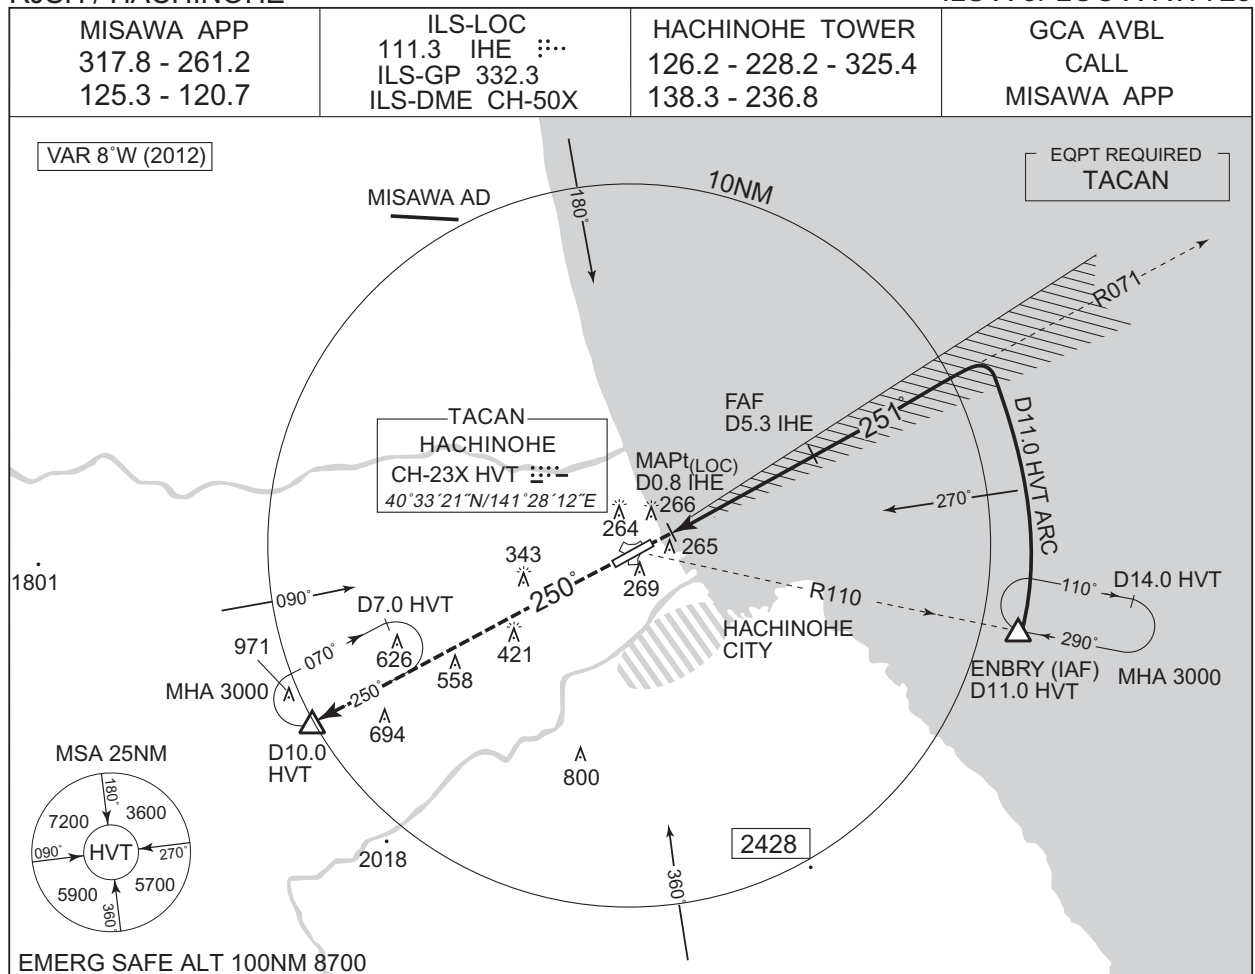 MISAWA APP
317.8 - 261.2
125.3 - 120.7
ILS-LOC
111.3 IHE
ILS-GP 332.3
ILS-DME CH-50X
HACHINOHE TOWER
126.2 - 228.2 - 325.4
138.3 - 236.8
GCA AVBL
CALL
MISAWA APP
VAR 8˚W (2012)
EQPT REQUIRED
TACAN
MISAWA AD
180˚
10NM
R071
FAF
D5.3 IHE
251˚
D11.0 HVT ARC
TACAN
HACHINOHE
CH-23X HVT
40˚33´21˝N/141˚28´12˝E
MAPt(LOC)
D0.8 IHE
266
264
265
269
270˚
343
1801
090˚
D7.0 HVT
250˚
R110
110˚
D14.0 HVT
971
070˚
626
421
558
HACHINOHE
CITY
290˚
ENBRY (IAF)
D11.0 HVT
MHA 3000
MHA 3000
250˚
694
D10.0
HVT
800
MSA 25NM
180˚
7200
3600
090˚
HVT
270˚
5900
5700
360˚
2018
2428
360˚
EMERG SAFE ALT 100NM 8700